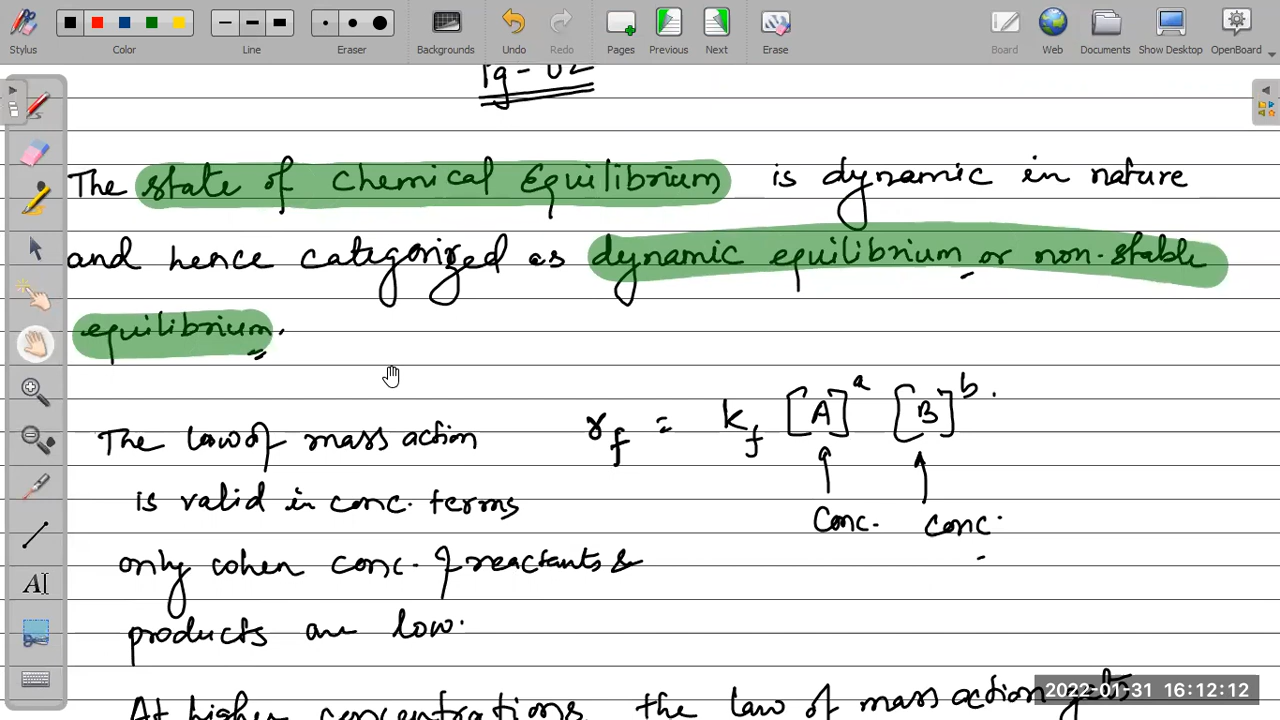 Stylus Color Line Eraser Backgrounds Undo Redo Pages Previous Next Erase Board Web Documents Show Desktop OpenBoard
Pg - 02
The state of Chemical Equilibrium is dynamic in nature
and hence categorized as dynamic equilibrium or non-stable
equilibrium.
The law of mass action
r_f = k_f [A]^a [B]^b.
is valid in conc. terms
Conc. conc.
only when conc. of reactants &
products are low.
At higher concentrations, the law of mass action gets
2022-01-31 16:12:12